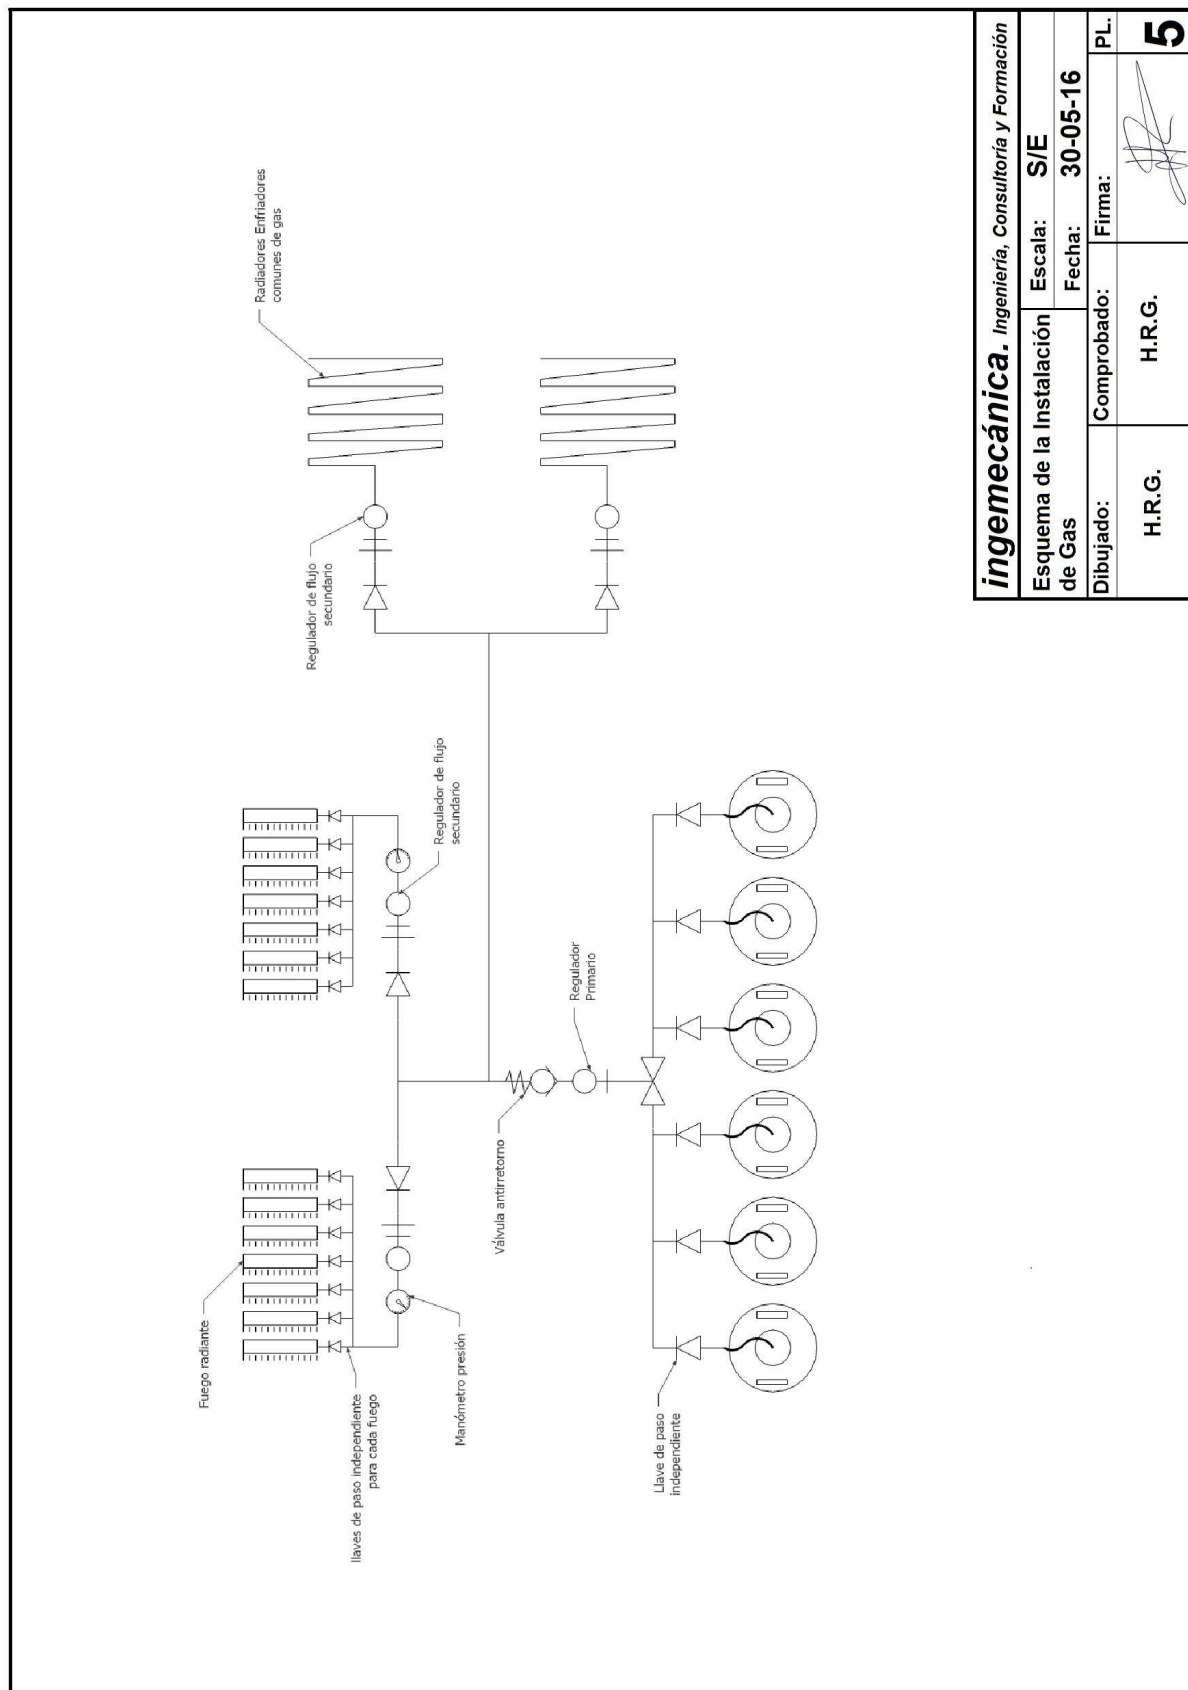 Radiadores Enfriadores
comunes de gas
Regulador de flujo
secundario
Regulador de flujo
secundario
Regulador
Primario
Válvula antirretorno
Fuego radiante
llaves de paso independiente
para cada fuego
Manómetro presión
Llave de paso
independiente
ingemecánica. Ingeniería, Consultoría y Formación
Esquema de la Instalación
de Gas
Escala: S/E
Fecha: 30-05-16
Dibujado:
H.R.G.
Comprobado:
H.R.G.
Firma:
PL.
5